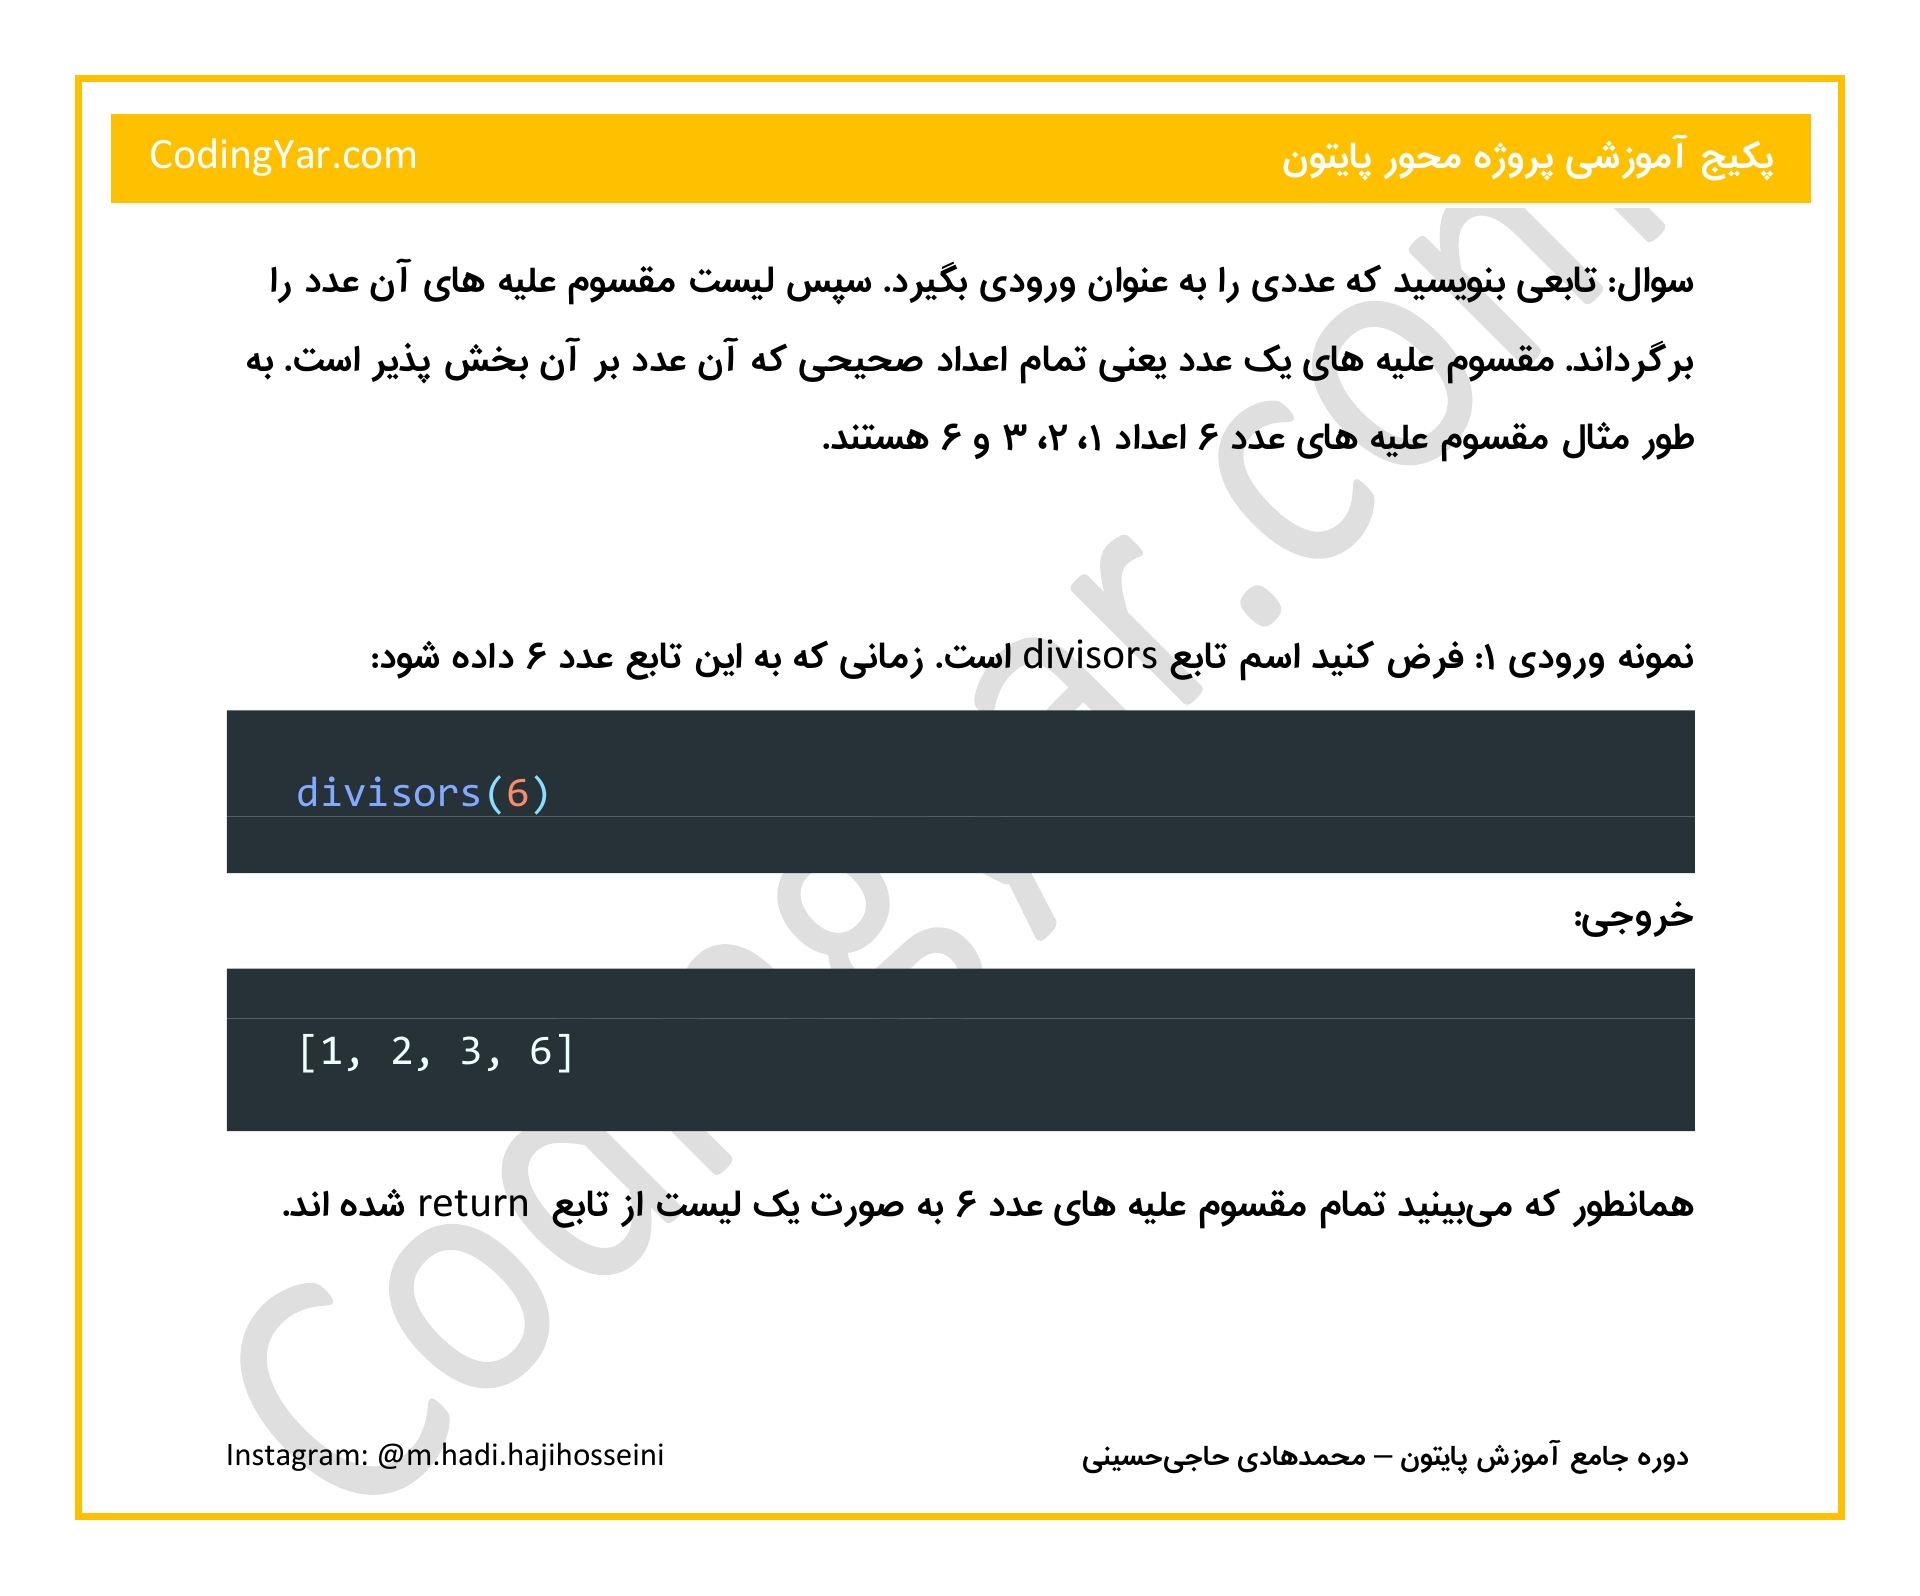 پکیج آموزشی پروژه محور پایتون
CodingYar.com
سوال: تابعی بنویسید که عددی را به عنوان ورودی بگیرد. سپس لیست مقسوم علیه های آن عدد را
برگرداند. مقسوم علیه های یک عدد یعنی تمام اعداد صحیحی که آن عدد بر آن بخش پذیر است. به
طور مثال مقسوم علیه های عدد ۶ اعداد ۱، ۲، ۳ و ۶ هستند.
نمونه ورودی ۱: فرض کنید اسم تابع divisors است. زمانی که به این تابع عدد ۶ داده شود:
divisors(6)
خروجی:
[1, 2, 3, 6]
همانطور که می‌بینید تمام مقسوم علیه های عدد ۶ به صورت یک لیست از تابع return شده اند.
دوره جامع آموزش پایتون – محمدهادی حاجی‌حسینی
Instagram: @m.hadi.hajihosseini
CodingYar.com